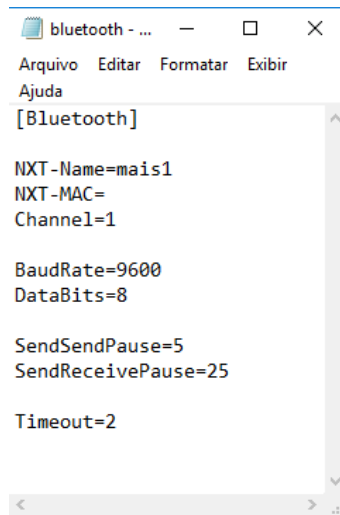 bluetooth - ...
Arquivo Editar Formatar Exibir
Ajuda
[Bluetooth]
NXT-Name=mais1
NXT-MAC=
Channel=1
BaudRate=9600
DataBits=8
SendSendPause=5
SendReceivePause=25
Timeout=2